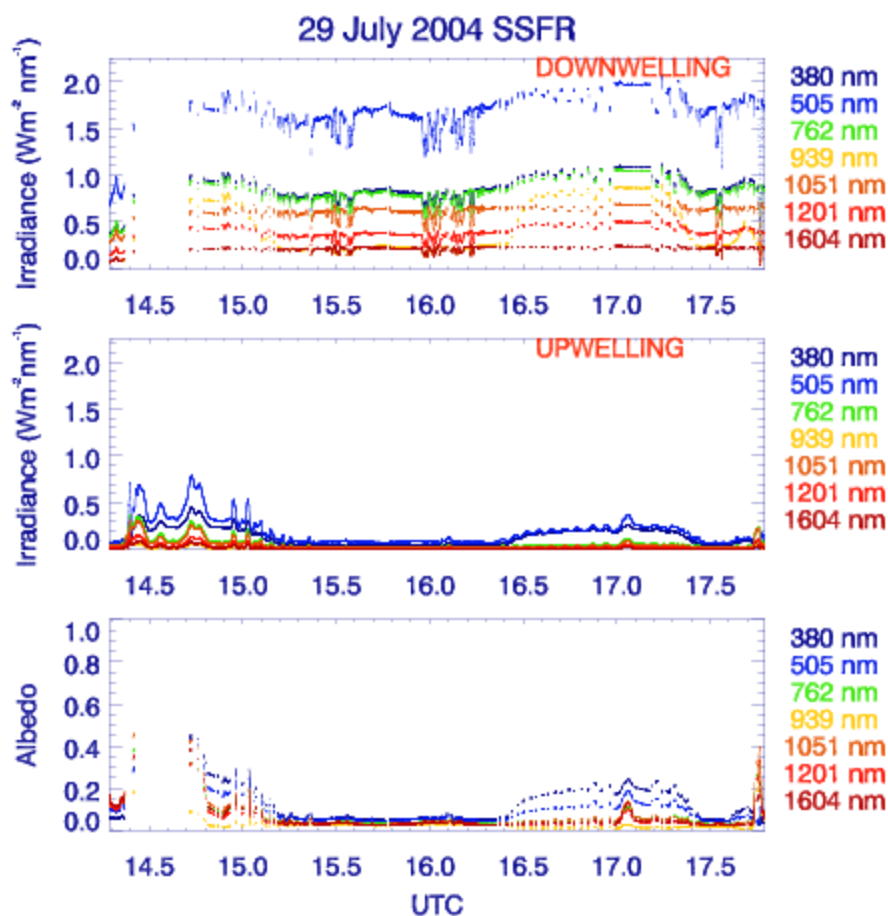 29 July 2004 SSFR
DOWNWELLING
Irradiance (Wm⁻² nm⁻¹)
2.0
1.5
1.0
0.5
0.0
14.5 15.0 15.5 16.0 16.5 17.0 17.5
380 nm
505 nm
762 nm
939 nm
1051 nm
1201 nm
1604 nm
UPWELLING
Irradiance (Wm⁻²nm⁻¹)
2.0
1.5
1.0
0.5
0.0
14.5 15.0 15.5 16.0 16.5 17.0 17.5
380 nm
505 nm
762 nm
939 nm
1051 nm
1201 nm
1604 nm
Albedo
1.0
0.8
0.6
0.4
0.2
0.0
14.5 15.0 15.5 16.0 16.5 17.0 17.5
UTC
380 nm
505 nm
762 nm
939 nm
1051 nm
1201 nm
1604 nm